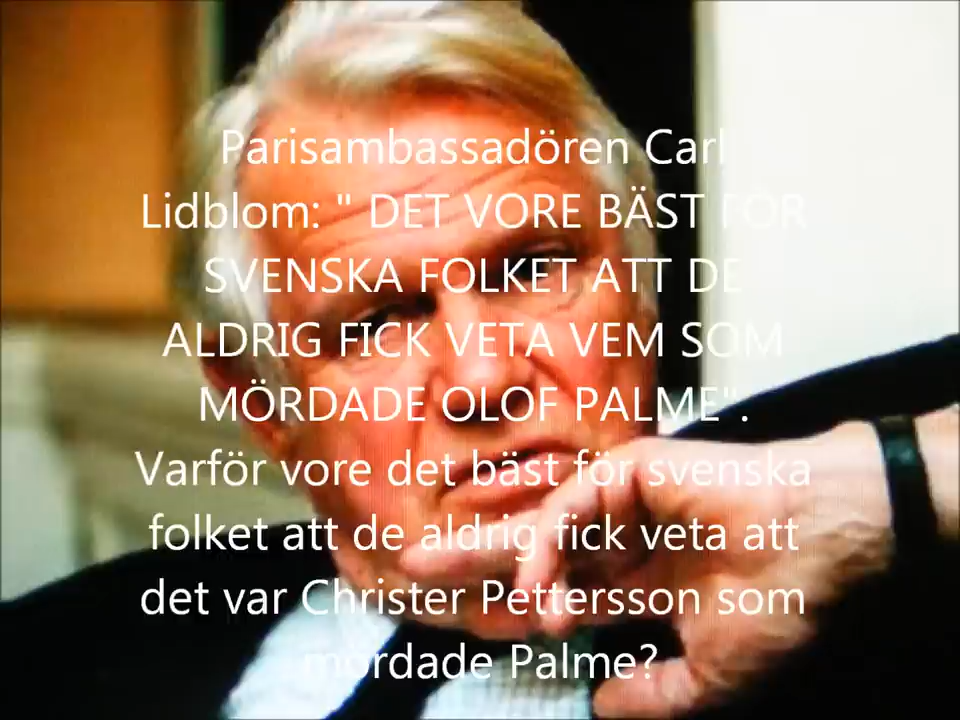 Parisambassadören Carl
Lidblom: " DET VORE BÄST FÖR
SVENSKA FOLKET ATT DE
ALDRIG FICK VETA VEM SOM
MÖRDADE OLOF PALME".
Varför vore det bäst för svenska
folket att de aldrig fick veta att
det var Christer Pettersson som
mördade Palme?